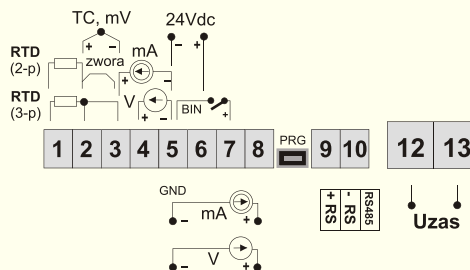 TC, mV
24Vdc
+ - - +
RTD
(2-p)
zwora
mA
+ -
RTD
(3-p)
V
+ -
BIN
+
1 2 3 4 5 6 7 8
PRG
9 10
12 13
GND
mA
- +
+ RS
- RS
RS485
Uzas
V
- +